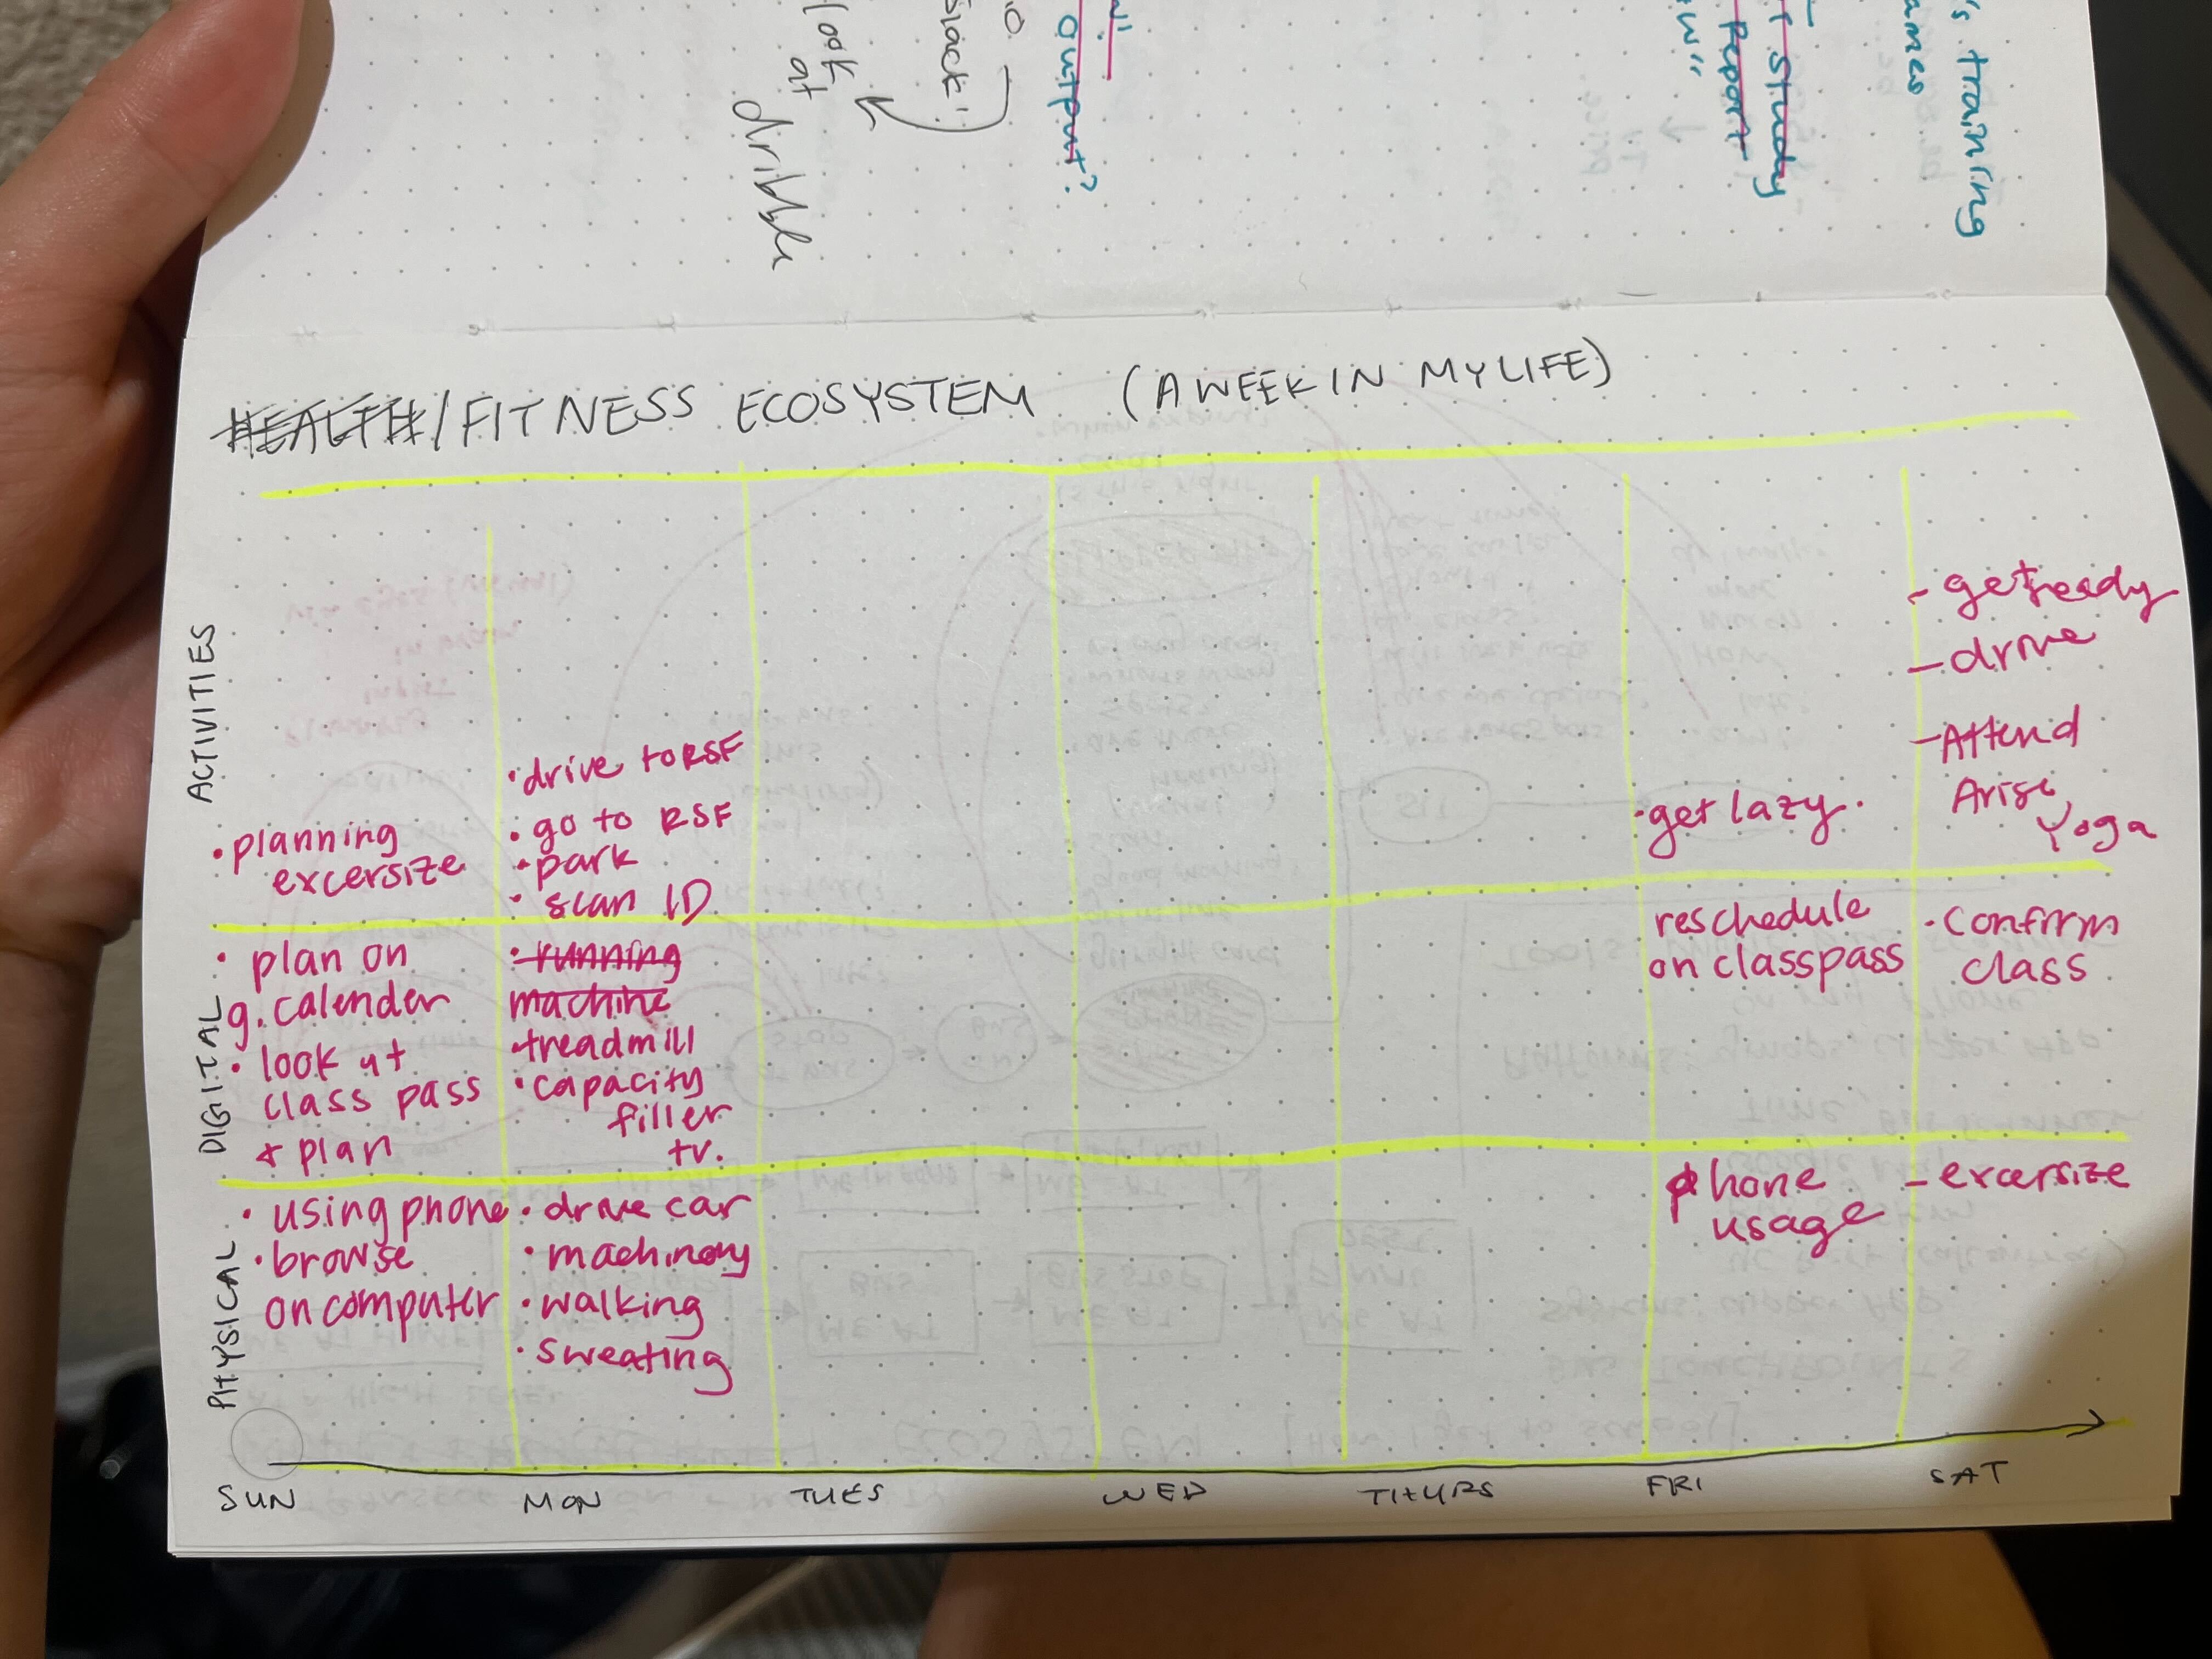 look
at
dribble
slack"
output?
t study
Report
's training
HEALTH/FITNESS ECOSYSTEM (A WEEK IN MY LIFE)
ACTIVITIES
• planning
excersize
• drive to RSF
• go to RSF
• park
• scan ID
• get lazy.
- get ready
- drive
- Attend
Arise
Yoga
DIGITAL
• plan on
g. calender
• look at
class pass
& plan
• running
machine
• treadmill
• capacity
filler
tv.
reschedule
on classpass
• confirm
class
PHYSICAL
• using phone
• browse
on computer
• drive car
• machinery
• walking
• sweating
phone
usage
- excersize
SUN MON TUES WED THURS FRI SAT